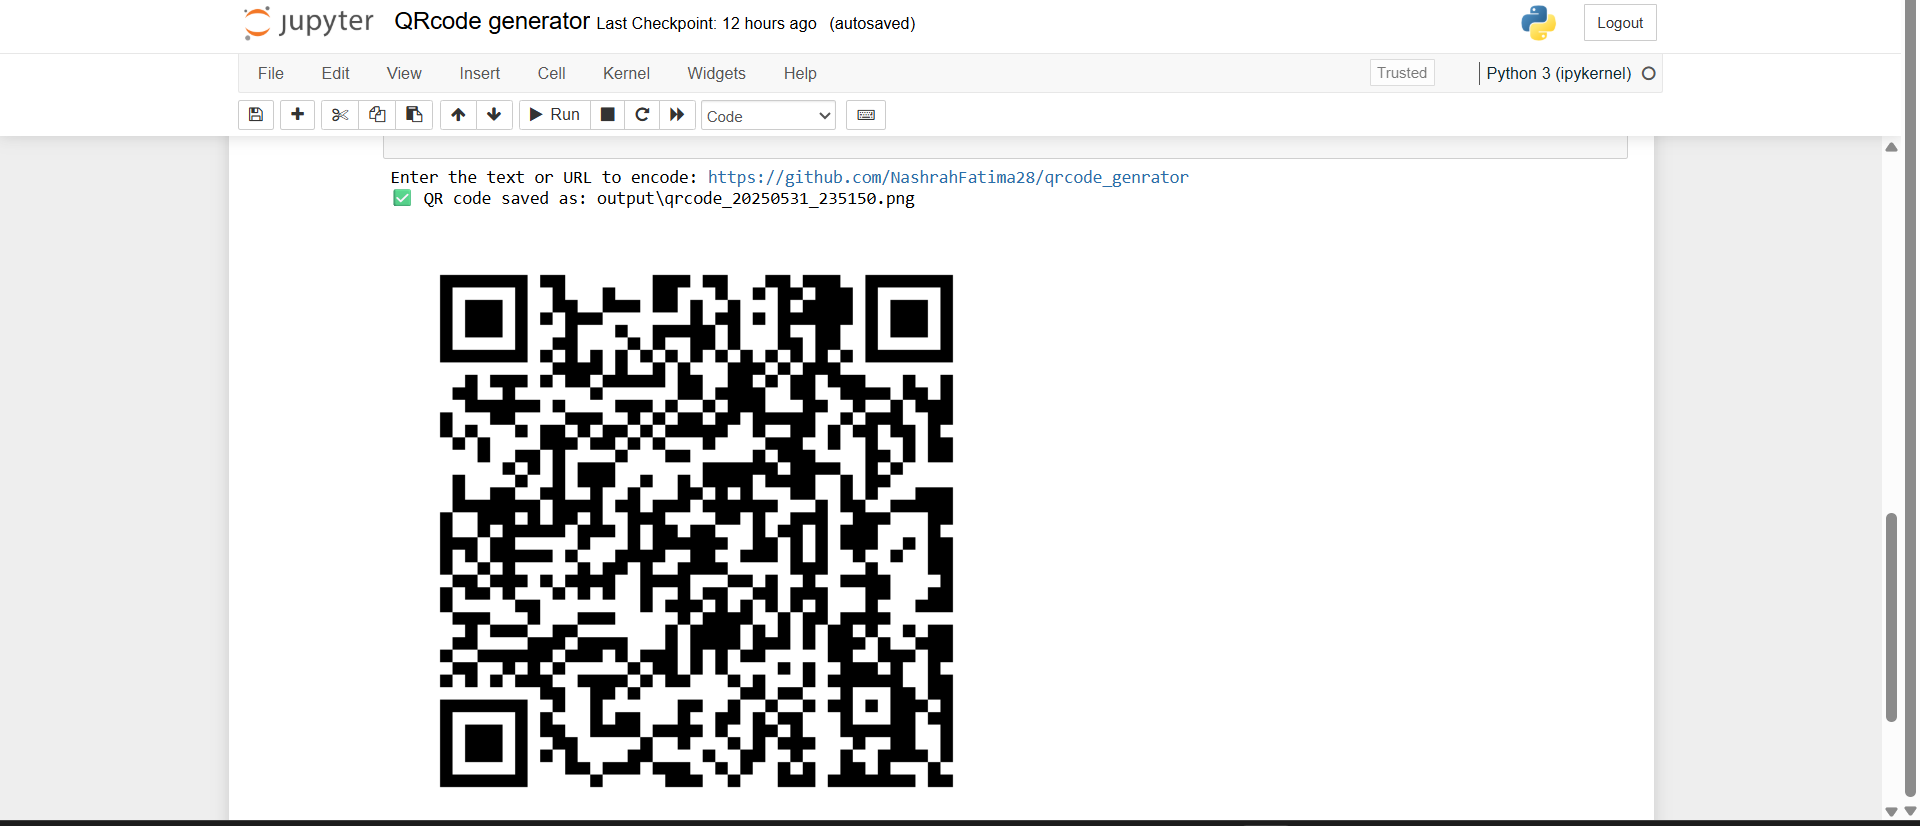 jupyter QRcode generator Last Checkpoint: 12 hours ago (autosaved) Logout
File Edit View Insert Cell Kernel Widgets Help Trusted Python 3 (ipykernel)
Run Code
Enter the text or URL to encode: https://github.com/NashrahFatima28/qrcode_genrator
✅ QR code saved as: output\qrcode_20250531_235150.png